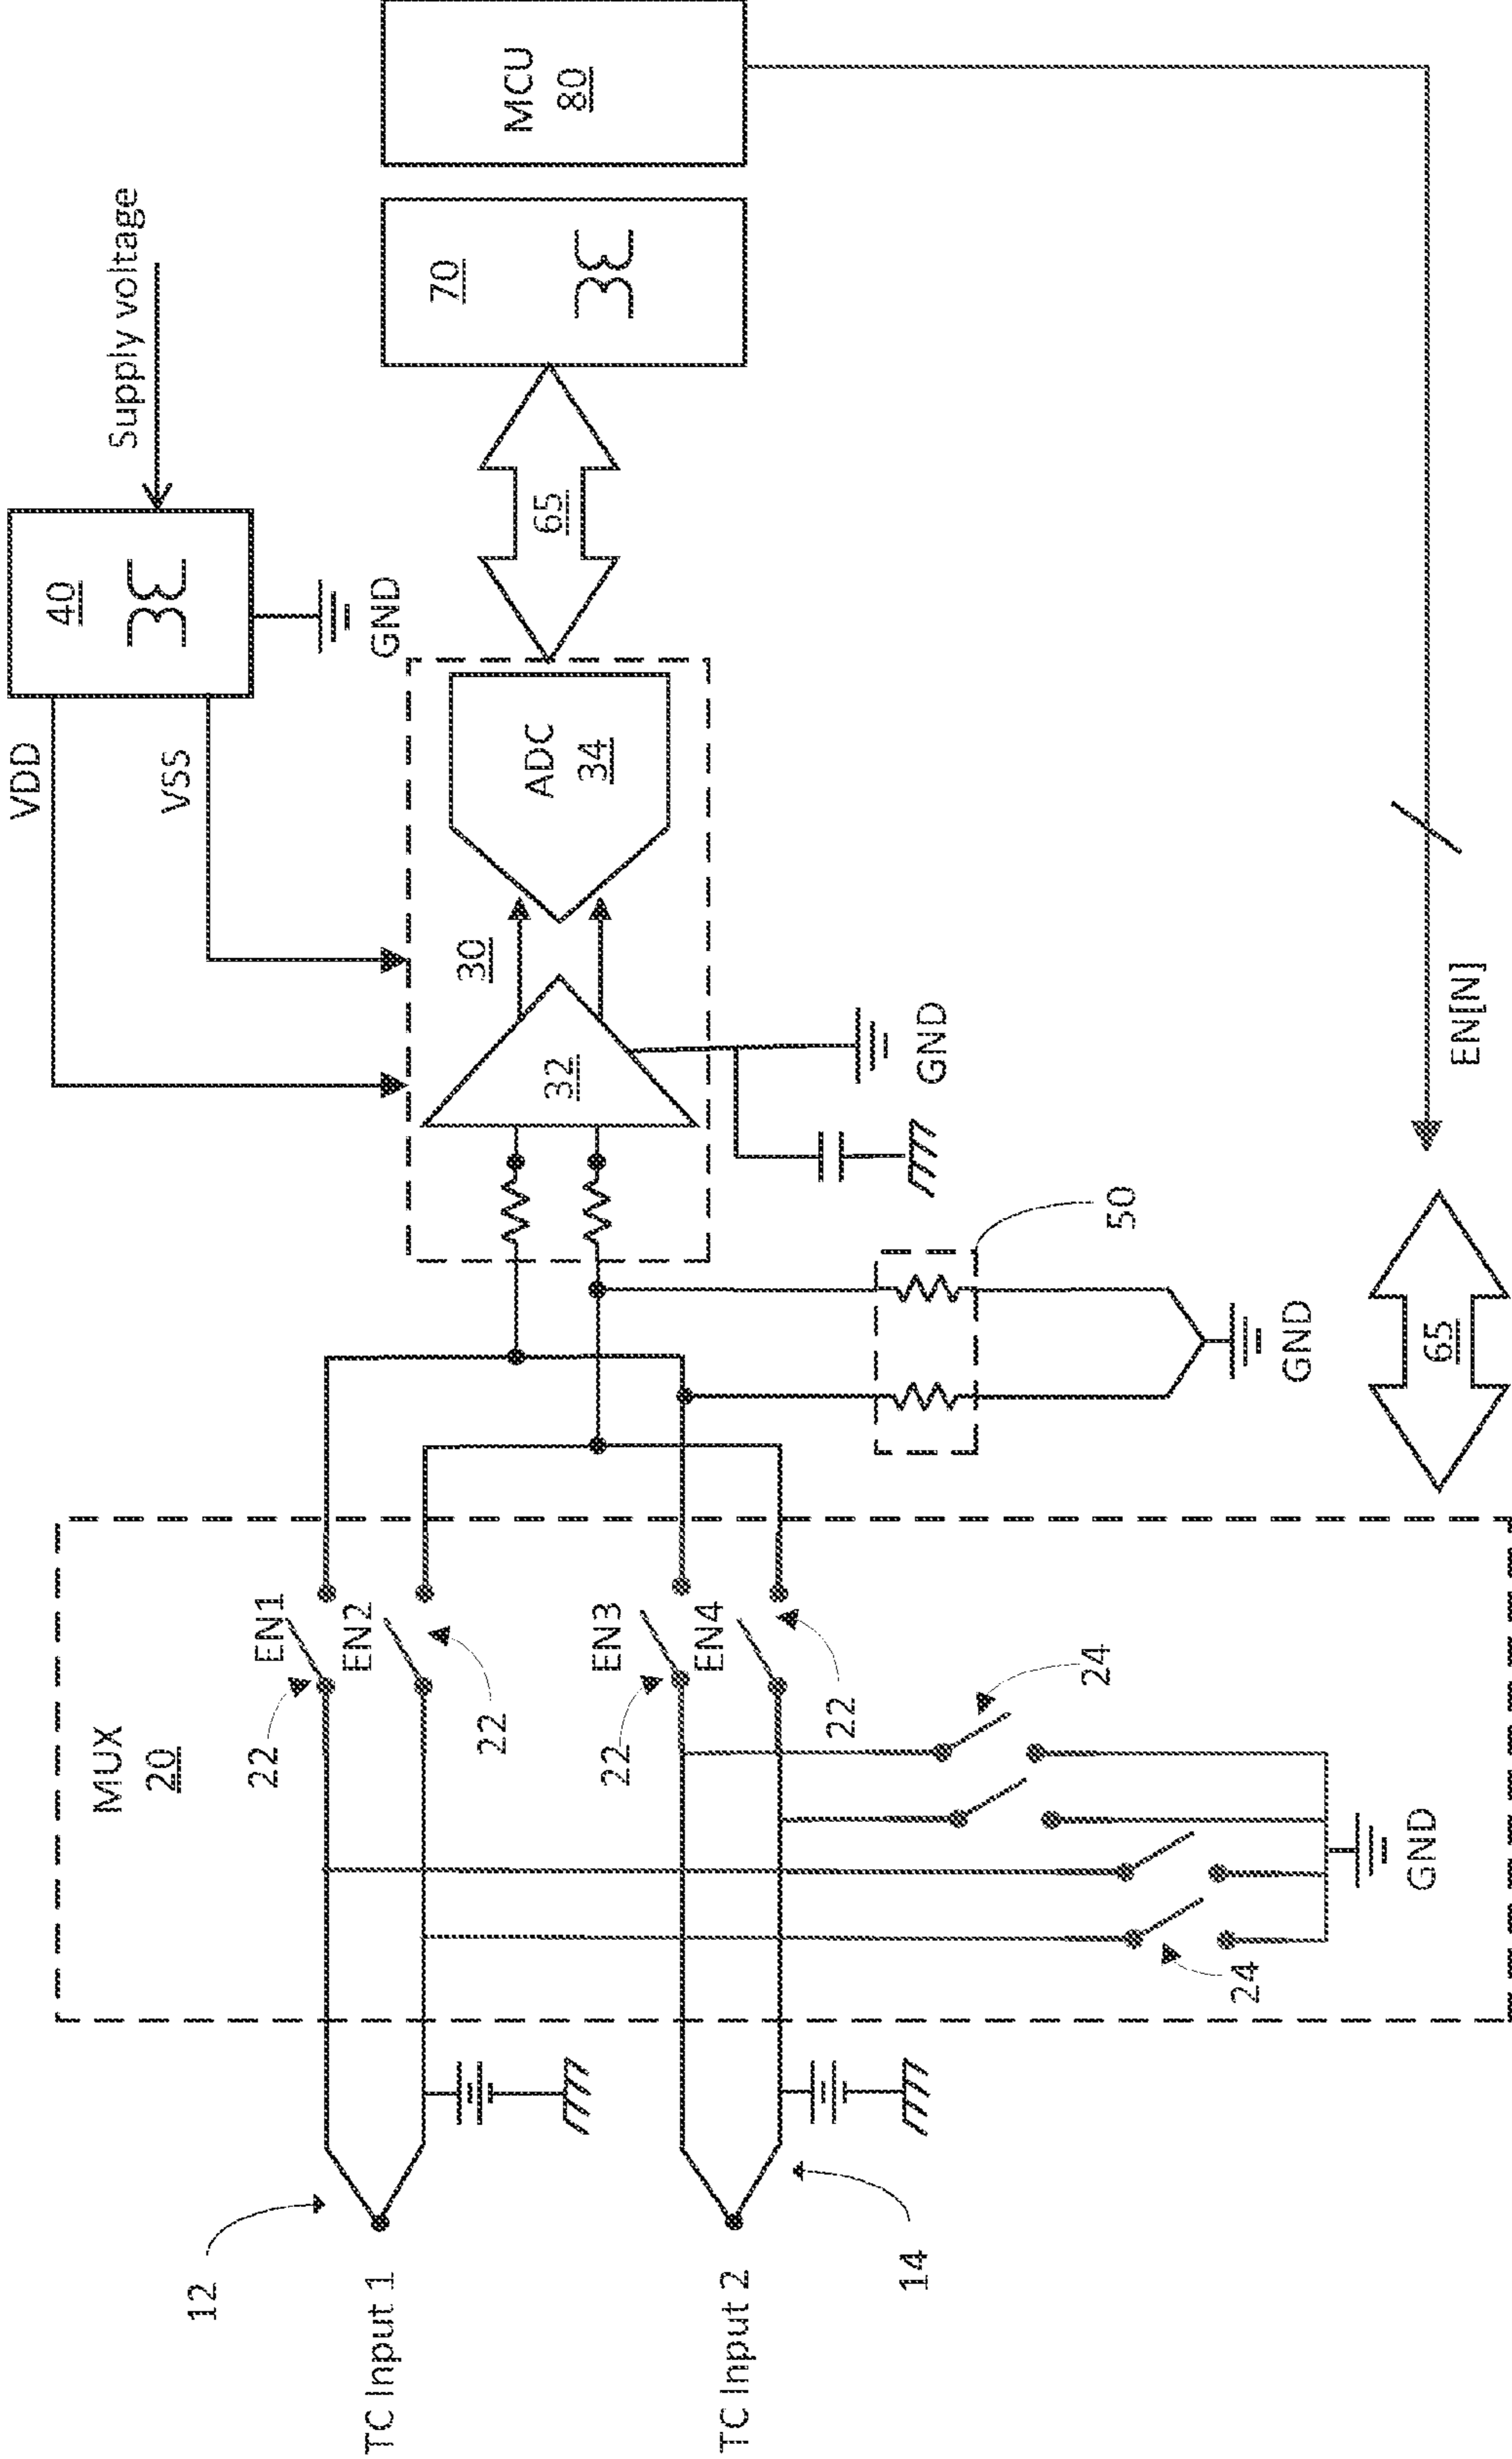 Supply voltage
VDD
40
VSS
GND
MCU
80
70
65
ADC
34
30
32
GND
50
GND
EN[N]
65
MUX
20
EN1
22
EN2
22
EN3
22
EN4
22
24
24
GND
12
TC Input 1
TC Input 2
14